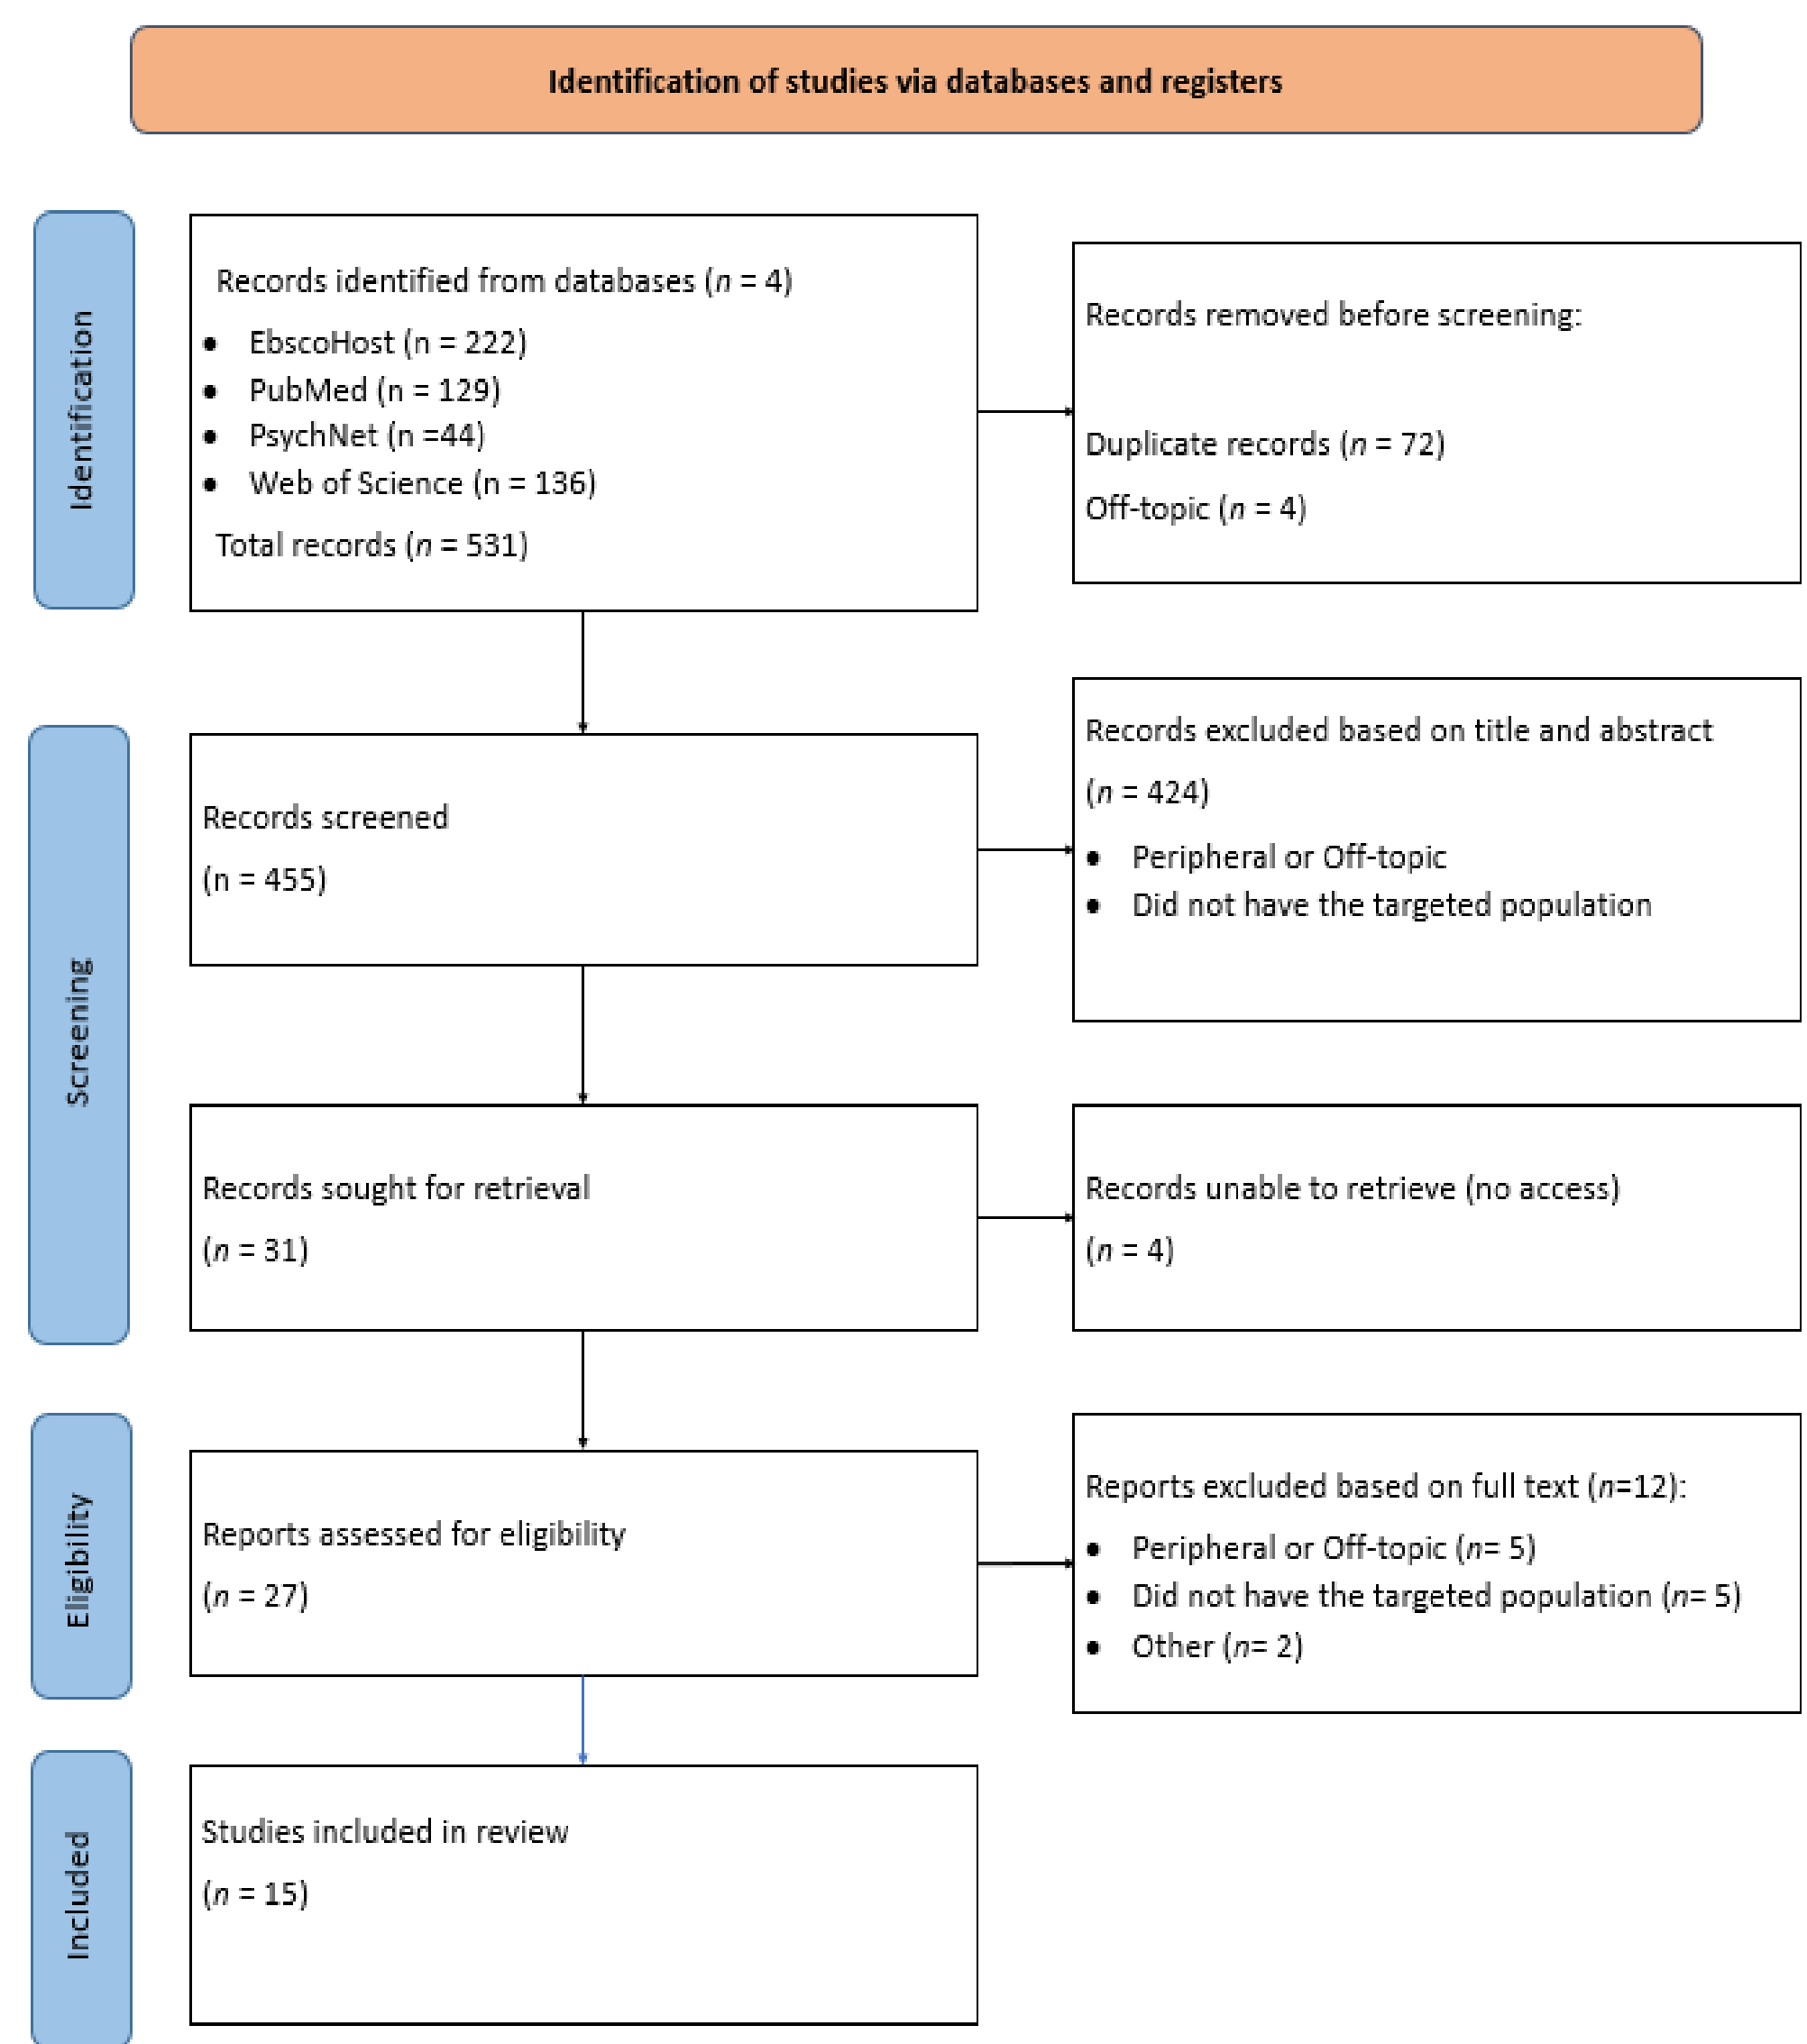 Identification of studies via databases and registers
Identification
Records identified from databases (n = 4)
• EbscoHost (n = 222)
• PubMed (n = 129)
• PsychNet (n =44)
• Web of Science (n = 136)
Total records (n = 531)
Records removed before screening:
Duplicate records (n = 72)
Off-topic (n = 4)
Screening
Records screened
(n = 455)
Records excluded based on title and abstract
(n = 424)
• Peripheral or Off-topic
• Did not have the targeted population
Records sought for retrieval
(n = 31)
Records unable to retrieve (no access)
(n = 4)
Eligibility
Reports assessed for eligibility
(n = 27)
Reports excluded based on full text (n=12):
• Peripheral or Off-topic (n= 5)
• Did not have the targeted population (n= 5)
• Other (n= 2)
Included
Studies included in review
(n = 15)